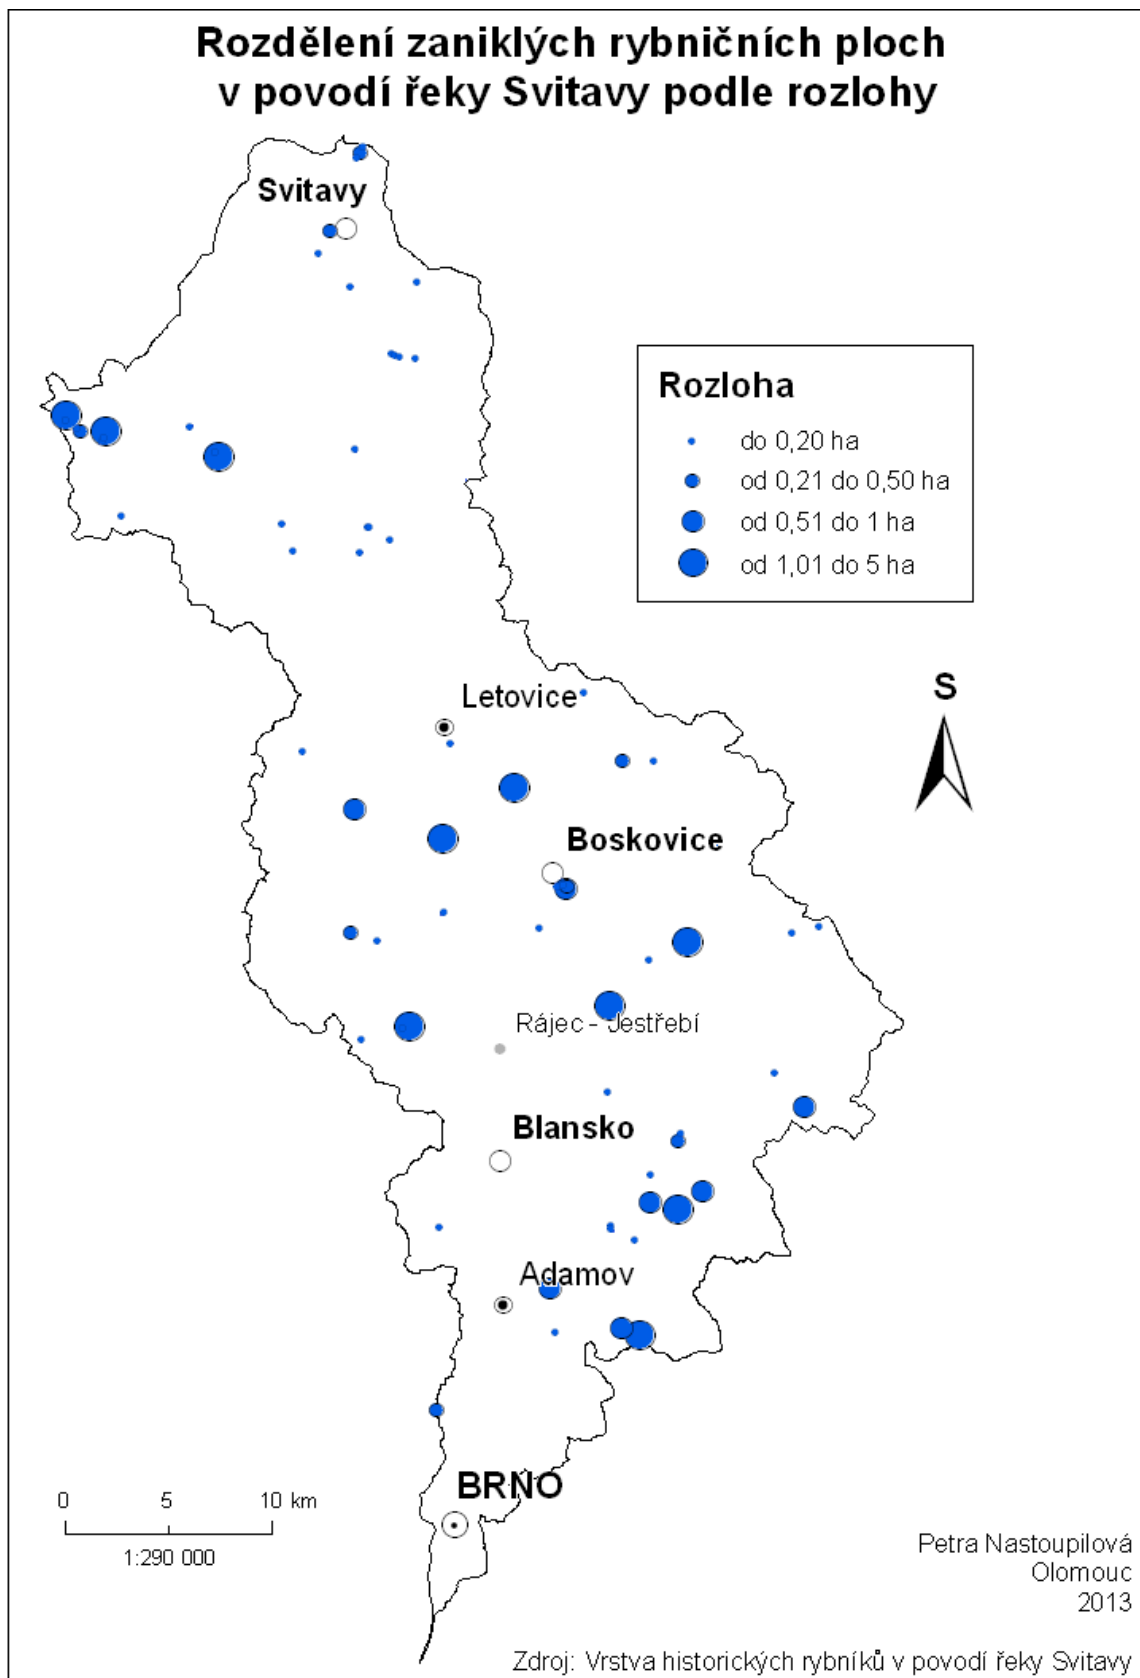 Rozdělení zaniklých rybničních ploch
v povodí řeky Svitavy podle rozlohy
Svitavy
Rozloha
do 0,20 ha
od 0,21 do 0,50 ha
od 0,51 do 1 ha
od 1,01 do 5 ha
Letovice
S
Boskovice
Rájec - Jestřebí
Blansko
Adamov
BRNO
0 5 10 km
1:290 000
Petra Nastoupilová
Olomouc
2013
Zdroj: Vrstva historických rybníků v povodí řeky Svitavy